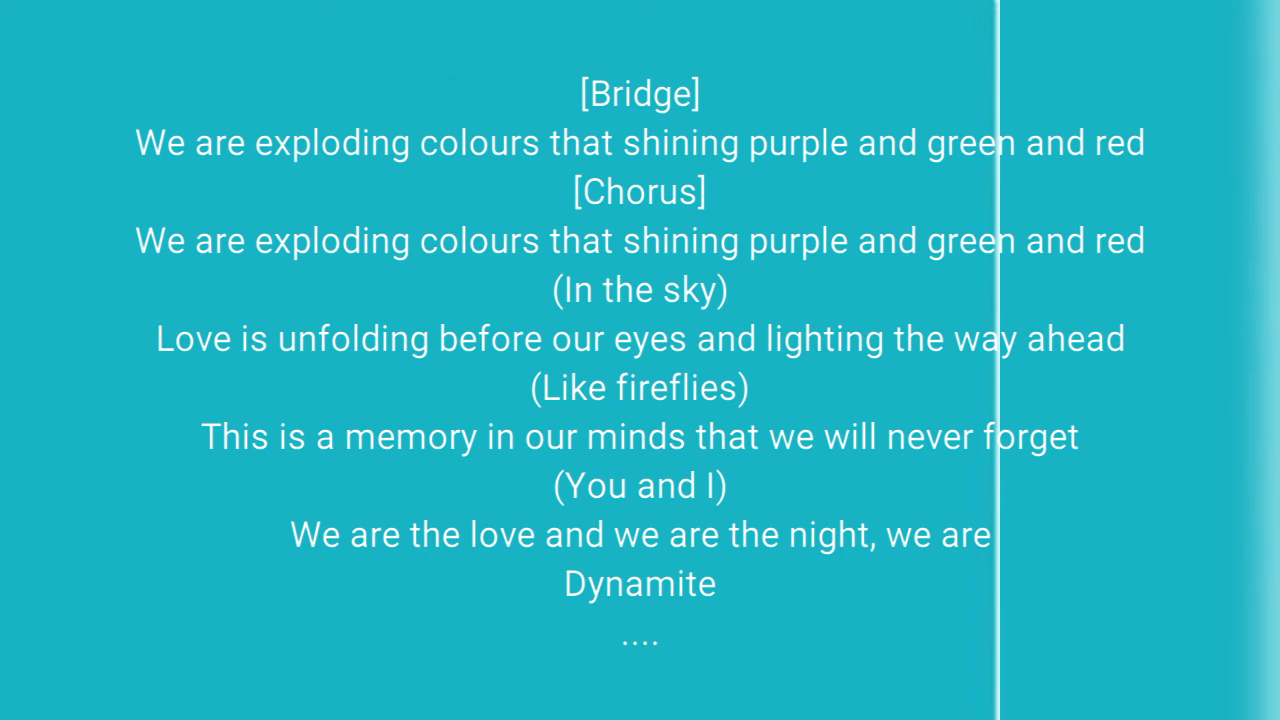 [Bridge]
We are exploding colours that shining purple and green and red
[Chorus]
We are exploding colours that shining purple and green and red
(In the sky)
Love is unfolding before our eyes and lighting the way ahead
(Like fireflies)
This is a memory in our minds that we will never forget
(You and I)
We are the love and we are the night, we are
Dynamite
....